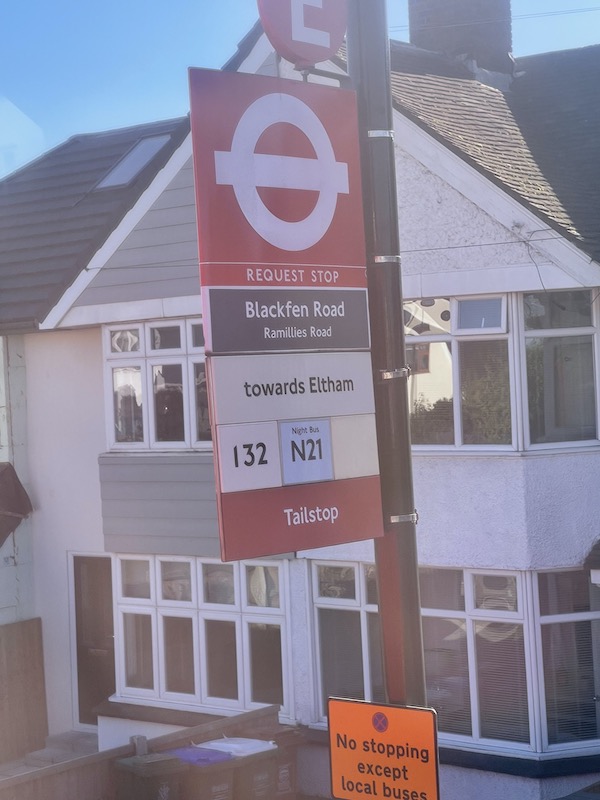 E
REQUEST STOP
Blackfen Road
Ramillies Road
towards Eltham
132
Night Bus
N21
Tailstop
No stopping
except
local buses